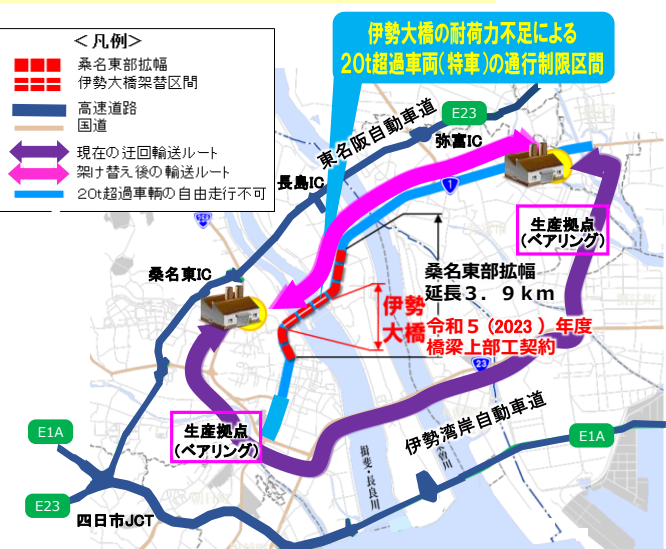 伊勢大橋の耐荷力不足による
20t超過車両(特車)の通行制限区間
＜凡例＞
桑名東部拡幅
伊勢大橋架替区間
高速道路
国道
現在の迂回輸送ルート
架け替え後の輸送ルート
20t超過車輌の自由走行不可
E23
東名阪自動車道
弥富IC
長島IC
1
生産拠点
(ベアリング)
桑名東IC
桑名東部拡幅
延長３．９ｋｍ
伊勢
大橋
令和５（2023）年度
橋梁上部工契約
23
生産拠点
(ベアリング)
伊勢湾岸自動車道
E1A
E1A
揖斐・長良川
E23
四日市JCT